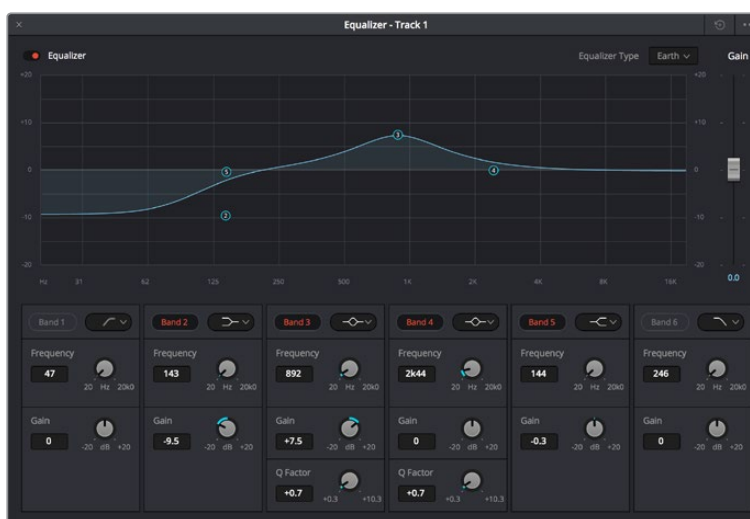 Equalizer - Track 1
Equalizer
Equalizer Type Earth Gain
+20 +20
+10 +10
0 0
-10 -10
-20 -20
3
5
4
2
Hz 31 62 125 250 500 1K 2K 4K 8K 16K
0.0
Band 1 Band 2 Band 3 Band 4 Band 5 Band 6
Frequency Frequency Frequency Frequency Frequency Frequency
47 143 892 2k44 144 246
20 Hz 20k0 20 Hz 20k0 20 Hz 20k0 20 Hz 20k0 20 Hz 20k0 20 Hz 20k0
Gain Gain Gain Gain Gain Gain
0 -9.5 +7.5 0 -0.3 0
-20 dB +20 -20 dB +20 -20 dB +20 -20 dB +20 -20 dB +20 -20 dB +20
Q Factor Q Factor
+0.7 +0.7
+0.3 +10.3 +0.3 +10.3